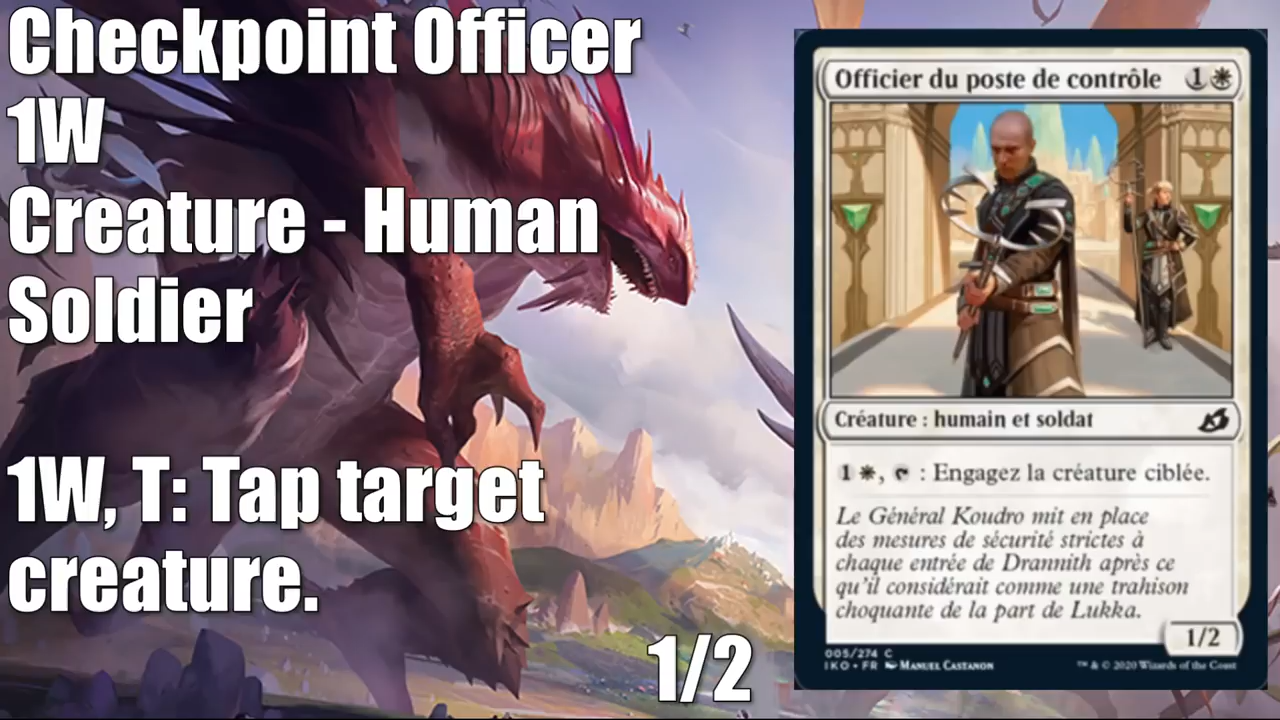 Checkpoint Officer
1W
Creature - Human
Soldier
1W, T: Tap target
creature.
1/2
Officier du poste de contrôle 1
Créature : humain et soldat
1 , : Engagez la créature ciblée.
Le Général Koudro mit en place
des mesures de sécurité strictes à
chaque entrée de Drannith après ce
qu'il considérait comme une trahison
choquante de la part de Lukka.
1/2
005/274 C
IKO • FR Manuel Castanon
™ & © 2020 Wizards of the Coast